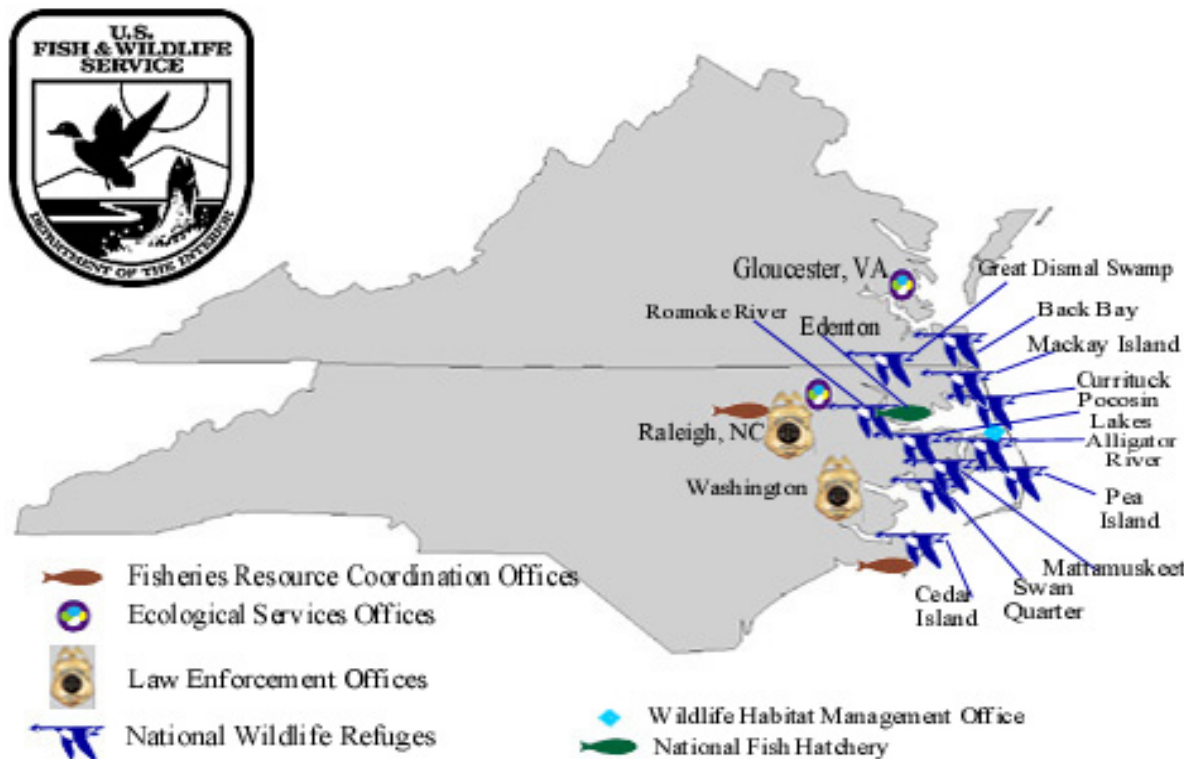 U.S.
FISH & WILDLIFE
SERVICE
DEPARTMENT OF THE INTERIOR
Gloucester, VA
Great Dismal Swamp
Roanoke River
Edenton
Back Bay
Mackay Island
Currituck
Pocosin
Lakes
Alligator
River
Raleigh, NC
Washington
Pea
Island
Mattamuskeet
Swan
Quarter
Cedar
Island
Fisheries Resource Coordination Offices
Ecological Services Offices
Law Enforcement Offices
National Wildlife Refuges
Wildlife Habitat Management Office
National Fish Hatchery